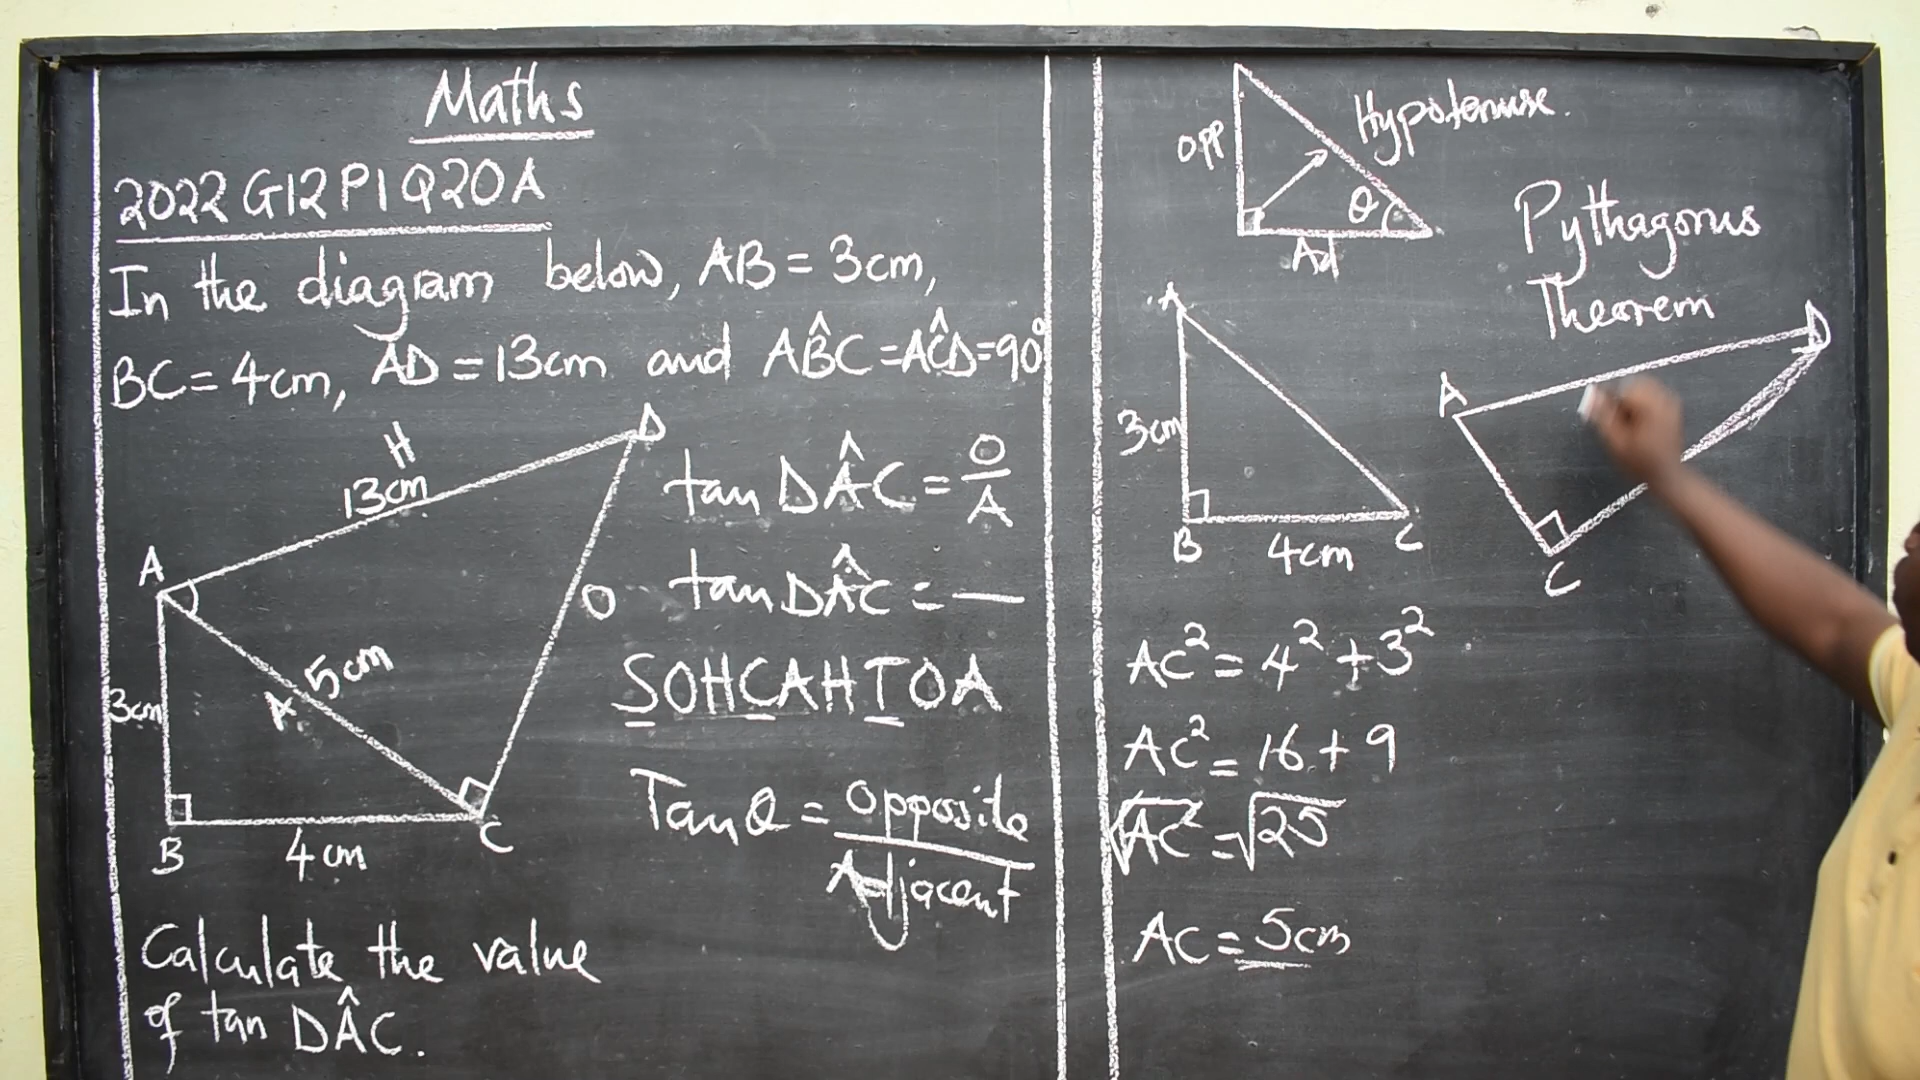 Maths
2022 G12 P1 Q20A
In the diagram below, AB = 3cm,
BC = 4cm, AD = 13cm and AB̂C = AĈD = 90°
H
13cm
D
A
5cm
A
3cm
O
B
4cm
C
tan DÂC = O/A
tan DÂC = —
SOHCAHTOA
Tan θ = Opposite
Adjacent
Calculate the value
of tan DÂC.
Opp
Hypotenuse.
θ
Ad
Pythagorus
Theorem
A
3cm
B
4cm
C
A
D
C
AC² = 4² + 3²
AC² = 16 + 9
√AC² = √25
AC = 5cm